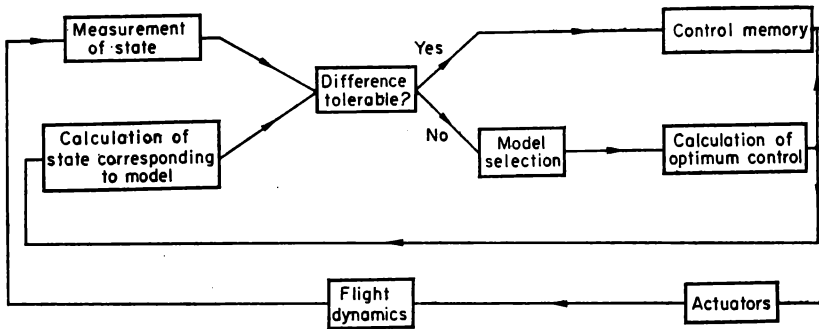 Measurement
of state
Yes
Control memory
Difference
tolerable?
Calculation of
state corresponding
to model
No
Model
selection
Calculation of
optimum control
Flight
dynamics
Actuators